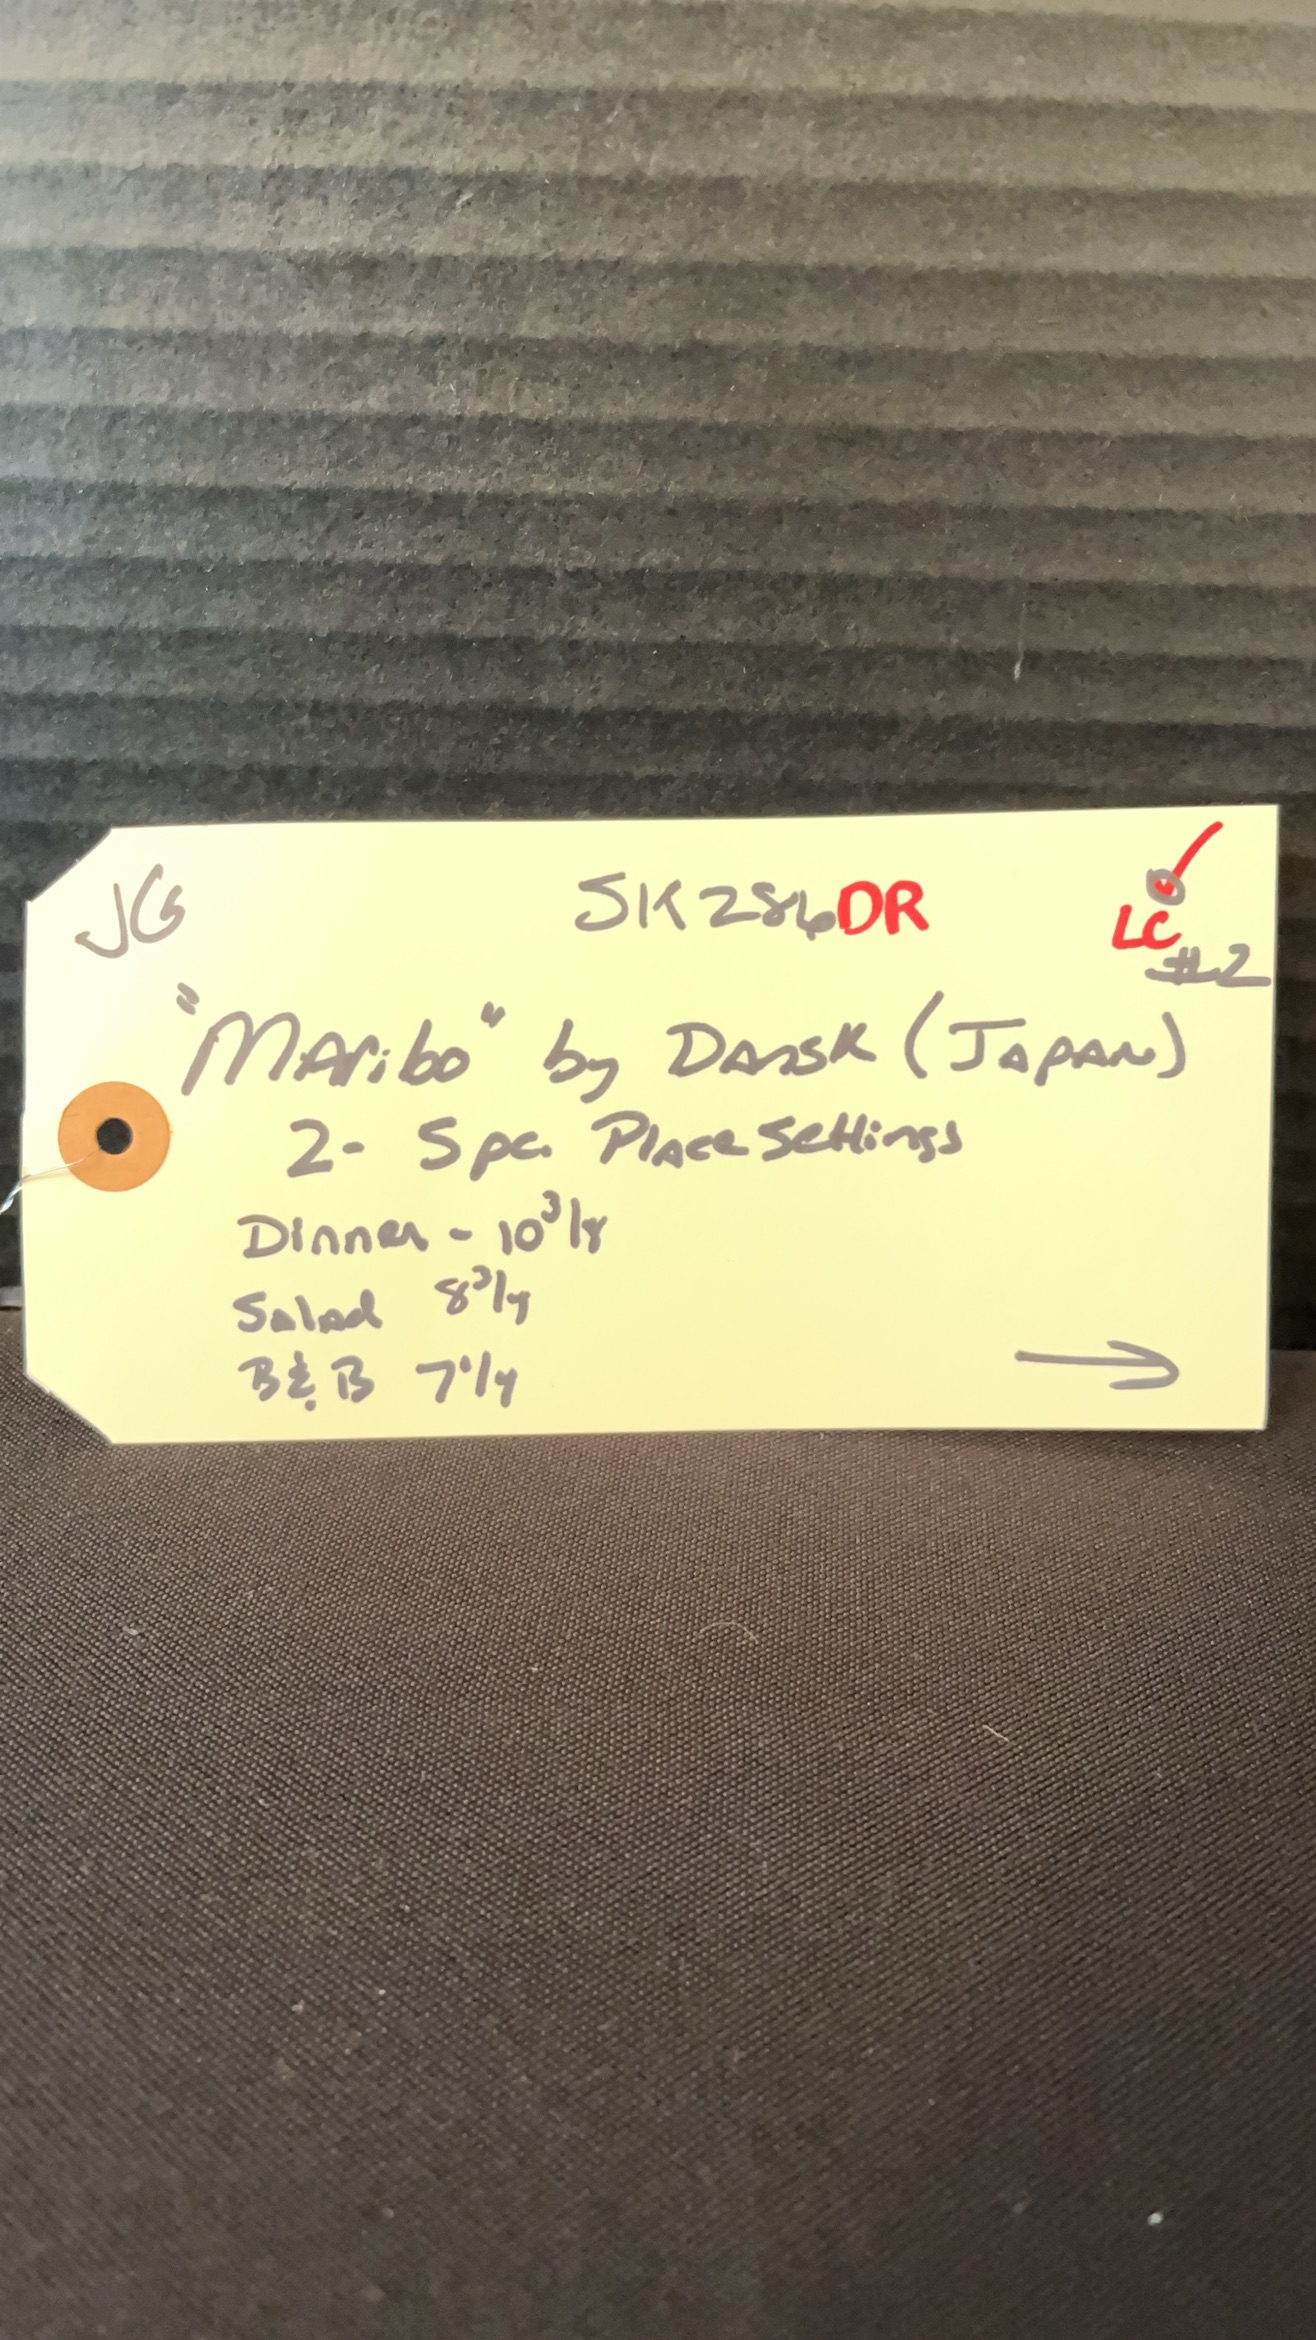 JG SK286DR LC
#2
"Maribo" by Dansk (Japan)
2- 5pc. Place Settings
Dinner - 10 3/8
Salad 8 3/4
B & B 7 1/4